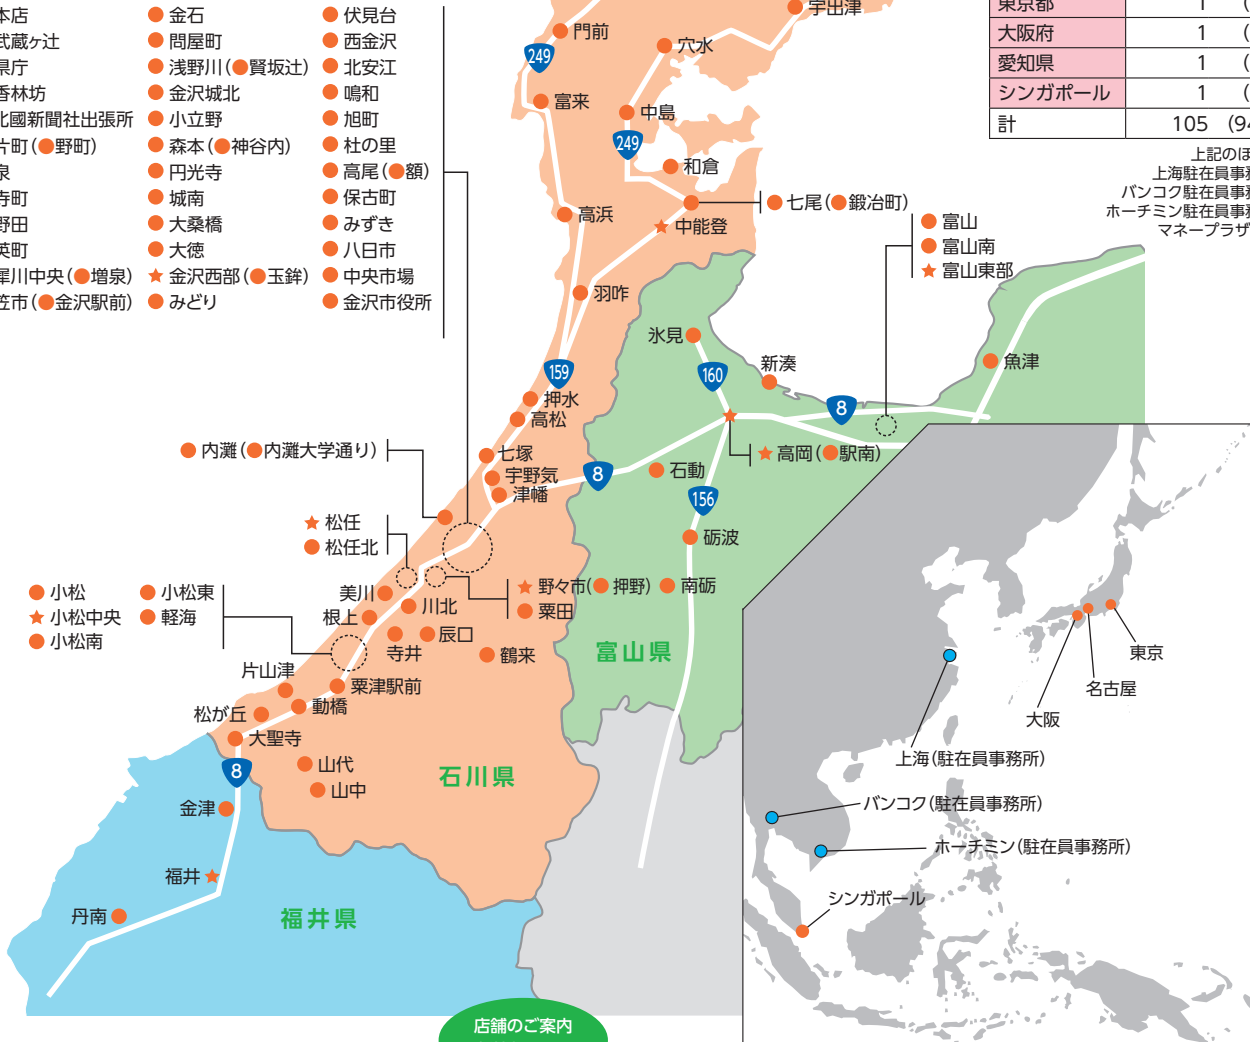 本店
武蔵ヶ辻
県庁
香林坊
北國新聞社出張所
片町(●野町)
泉
寺町
野田
英町
犀川中央(●増泉)
笠市(●金沢駅前)
金石
問屋町
浅野川(●賢坂辻)
金沢城北
小立野
森本(●神谷内)
円光寺
城南
大桑橋
大徳
★金沢西部(●玉鉾)
みどり
伏見台
西金沢
北安江
鳴和
旭町
杜の里
高尾(●額)
保古町
みずき
八日市
中央市場
金沢市役所
宇出津
門前
穴水
249
富来
中島
249
和倉
七尾(●鍛冶町)
高浜
★中能登
富山
富山南
★富山東部
羽咋
氷見
新湊
魚津
159
160
8
押水
高松
★高岡(●駅南)
内灘(●内灘大学通り)
七塚
宇野気
津幡
8
石動
156
★松任
松任北
砺波
小松
★小松中央
小松南
小松東
軽海
美川
根上
川北
寺井
辰口
★野々市(●押野)
粟田
南砺
鶴来
富山県
片山津
粟津駅前
松が丘
動橋
大聖寺
8
山代
山中
石川県
金津
福井★
丹南
福井県
東京都 1 (
大阪府 1 (
愛知県 1 (
シンガポール 1 (
計 105 (94
上記のほ
上海駐在員事務
バンコク駐在員事務
ホーチミン駐在員事務
マネープラザ
東京
名古屋
大阪
上海(駐在員事務所)
バンコク(駐在員事務所)
ホーチミン(駐在員事務所)
シンガポール
店舗のご案内